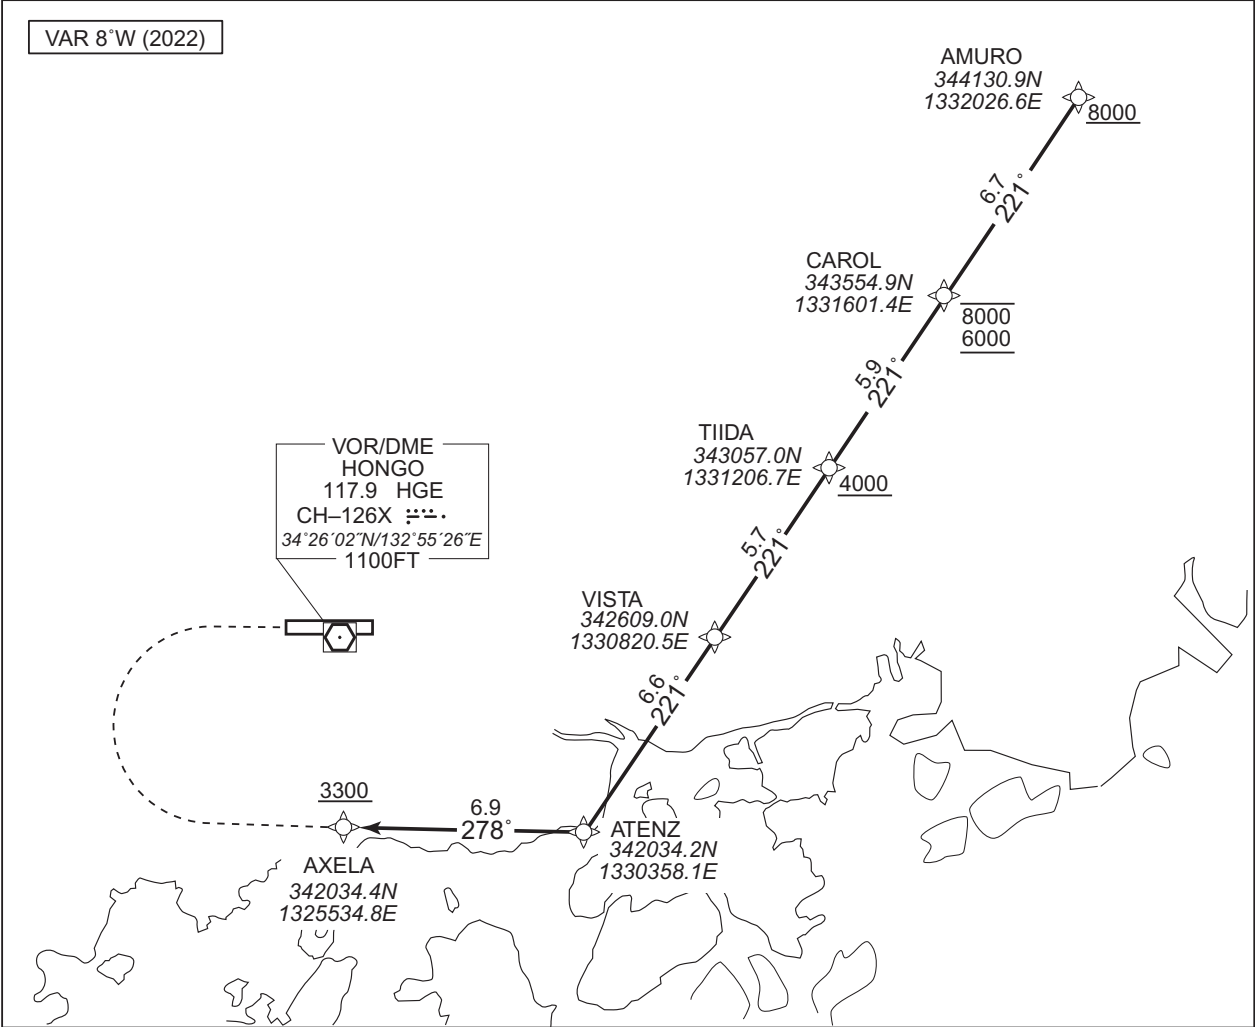 VAR 8˚W (2022)
AMURO
344130.9N
1332026.6E
8000
6.7
221˚
CAROL
343554.9N
1331601.4E
8000
6000
5.9
221˚
TIIDA
343057.0N
1331206.7E
4000
5.7
221˚
VOR/DME
HONGO
117.9 HGE
CH–126X
34˚26´02˝N/132˚55´26˝E
1100FT
VISTA
342609.0N
1330820.5E
6.6
221˚
3300
6.9
278˚
ATENZ
342034.2N
1330358.1E
AXELA
342034.4N
1325534.8E